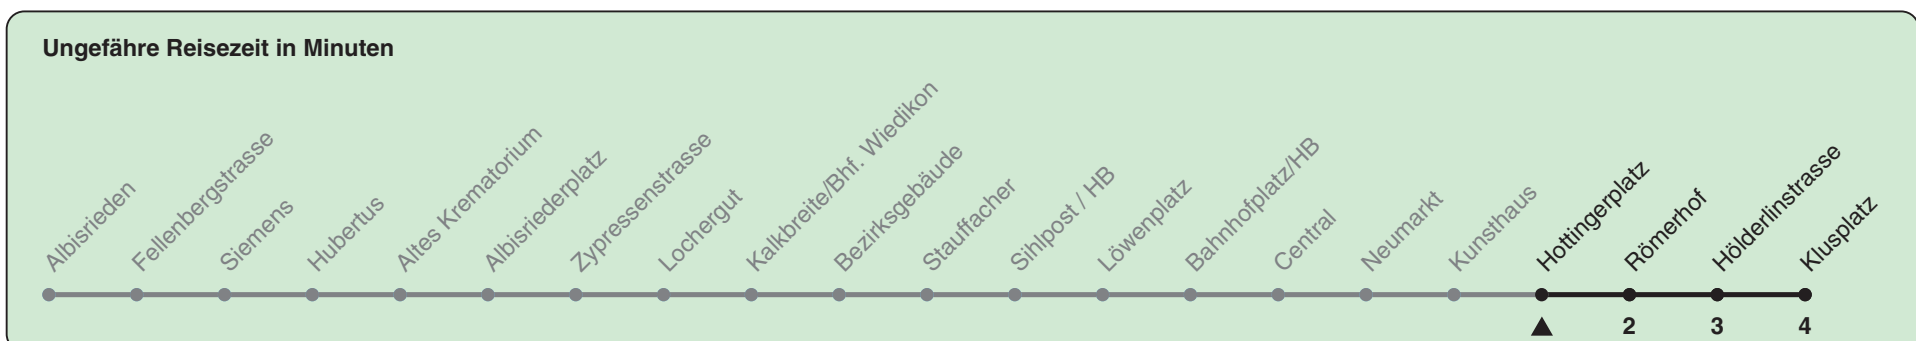 Ungefähre Reisezeit in Minuten
Albisrieden
Fellenbergstrasse
Siemens
Hubertus
Altes Krematorium
Albisriederplatz
Zypressenstrasse
Lochergut
Kalkbreite/Bhf. Wiedikon
Bezirksgebäude
Stauffacher
Sihlpost / HB
Löwenplatz
Bahnhofplatz/HB
Central
Neumarkt
Kunsthaus
Hottingerplatz
Römerhof
Hölderlinstrasse
Klusplatz
2 3 4